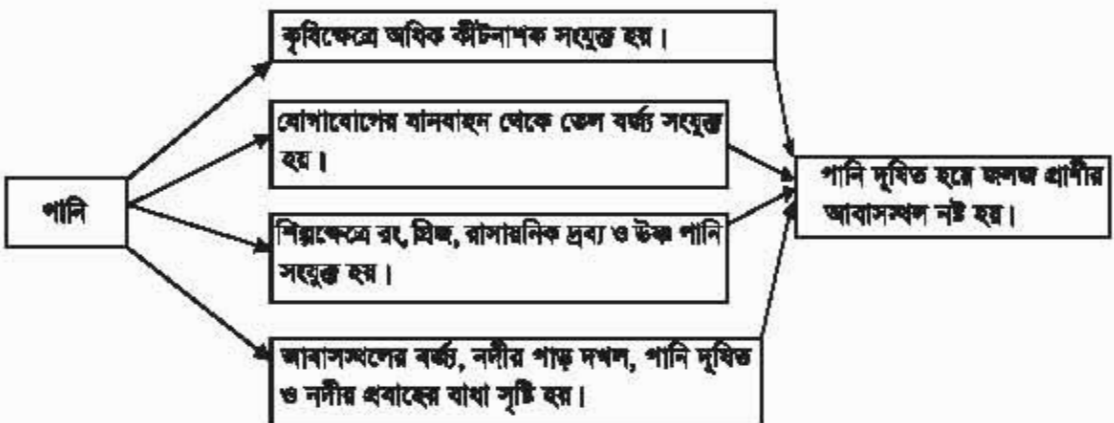 কৃষিক্ষেত্রে অধিক কীটনাশক সংযুক্ত হয়।
যোগাযোগের যানবাহন থেকে তেল বর্জ্য সংযুক্ত
হয়।
পানি
শিল্পক্ষেত্রে রং, গ্রিজ, রাসায়নিক দ্রব্য ও উষ্ণ পানি
সংযুক্ত হয়।
আবাসস্থলের বর্জ্য, নদীর পাড় দখল, পানি দূষিত
ও নদীর প্রবাহের বাধা সৃষ্টি হয়।
পানি দূষিত হয়ে জলজ প্রাণীর
আবাসস্থল নষ্ট হয়।